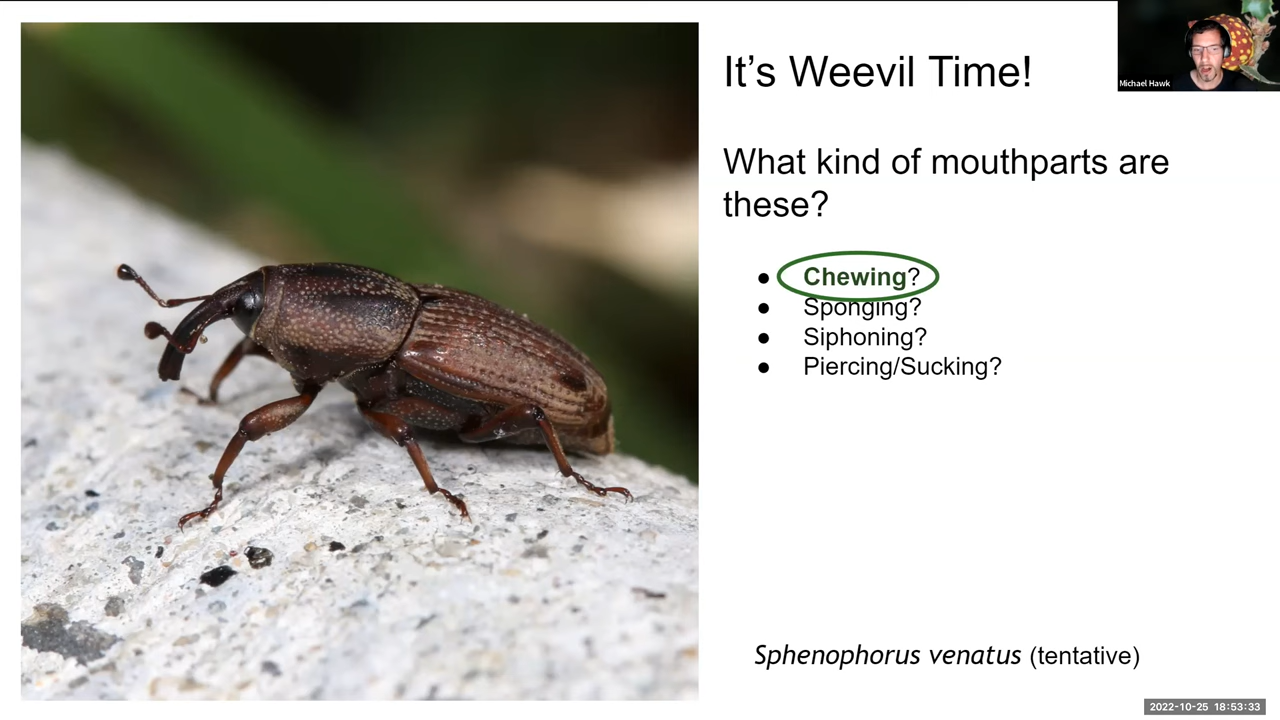 It's Weevil Time!
Michael Hawk
What kind of mouthparts are
these?
● Chewing?
● Sponging?
● Siphoning?
● Piercing/Sucking?
Sphenophorus venatus (tentative)
2022-10-25 18:53:33